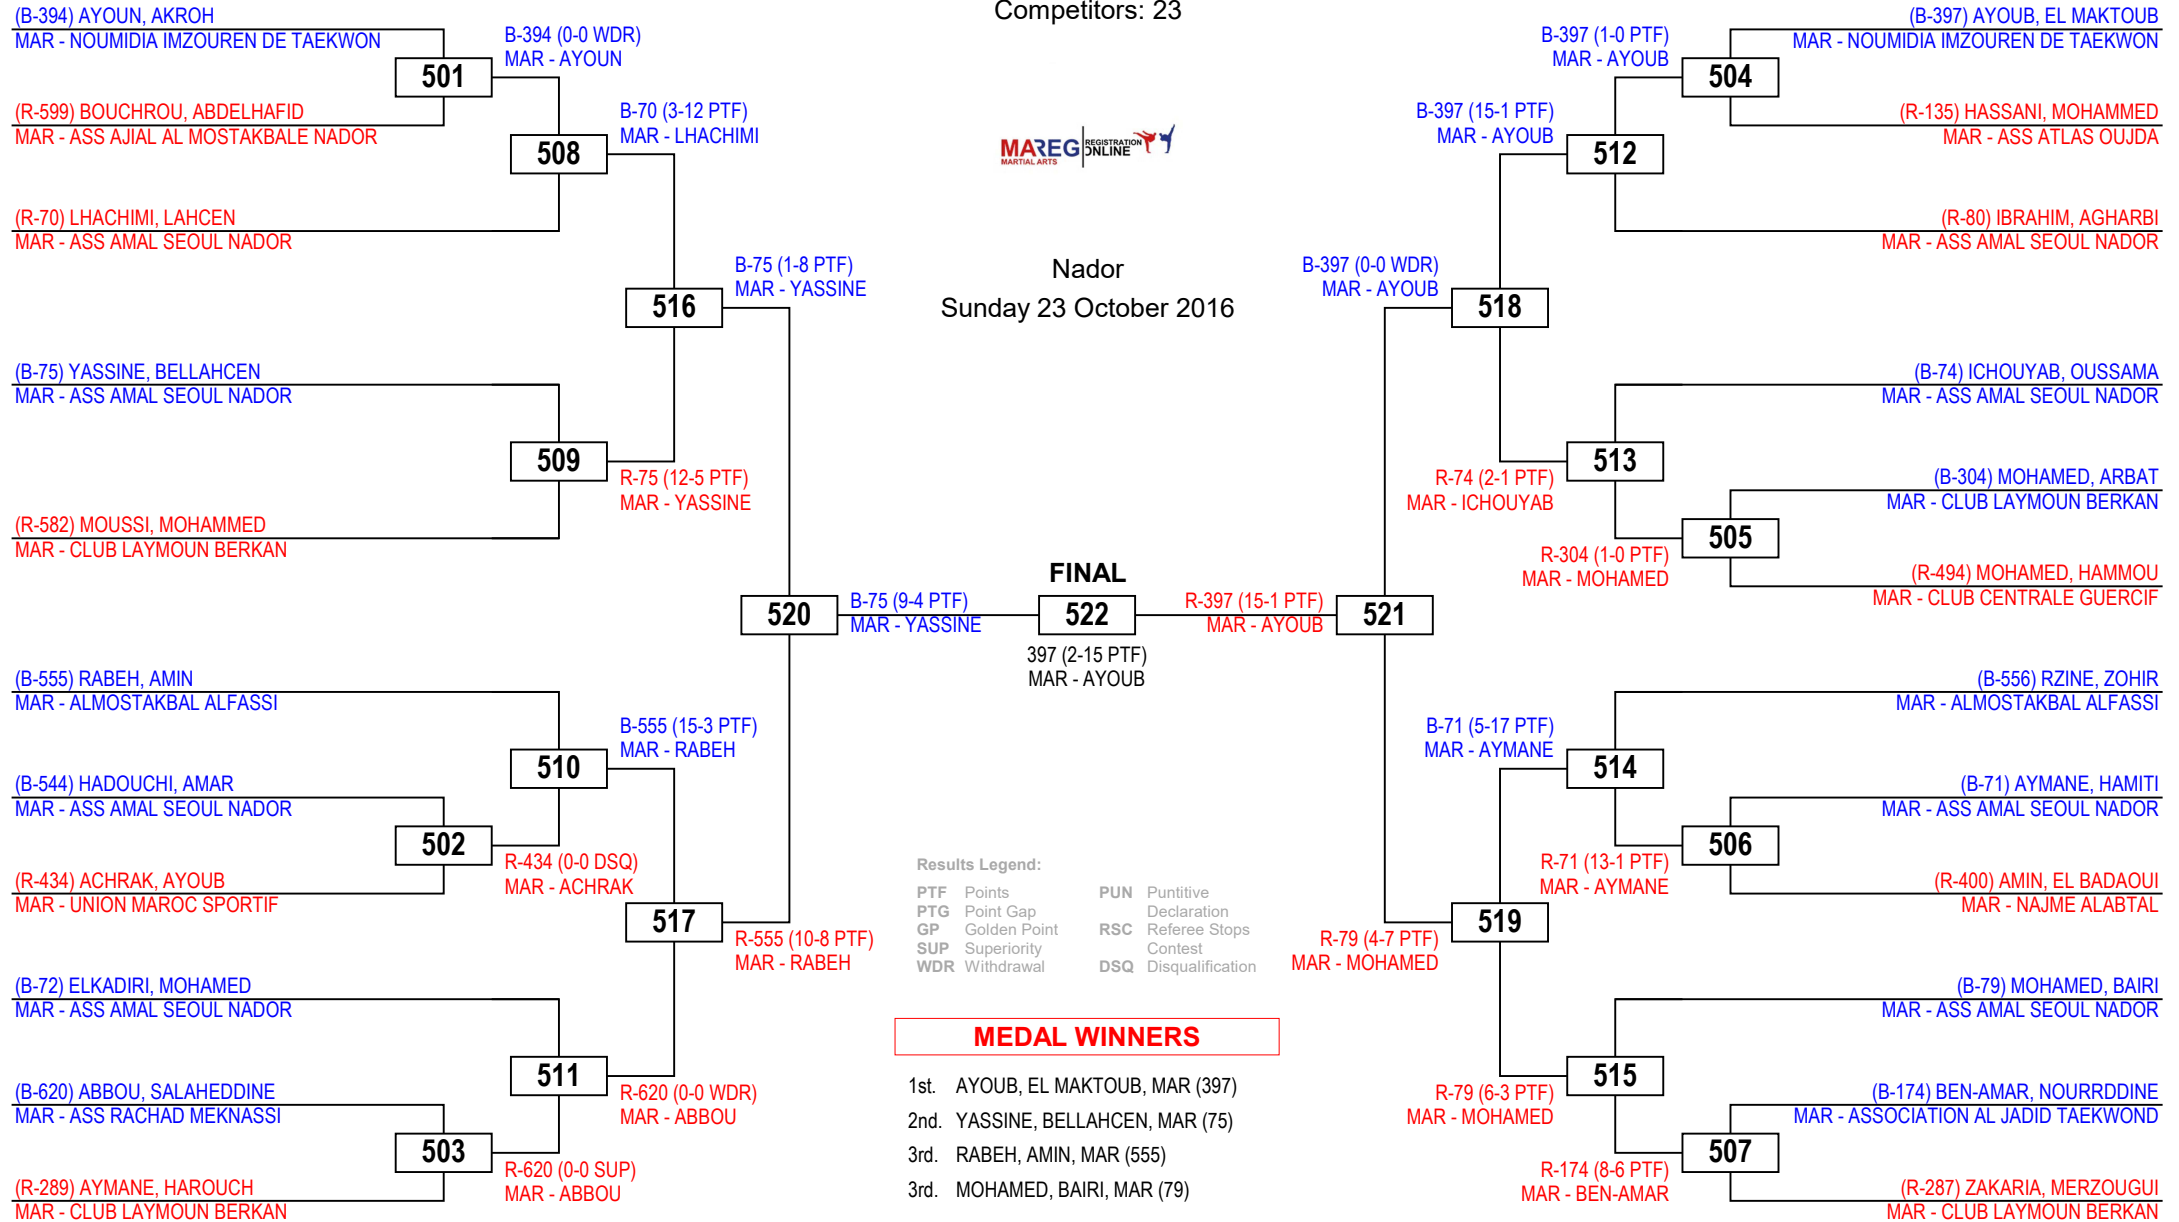 Competitors: 23
MAREG
MARTIAL ARTS
REGISTRATION
ONLINE
Nador
Sunday 23 October 2016
(B-394) AYOUN, AKROH
MAR - NOUMIDIA IMZOUREN DE TAEKWON
501
(R-599) BOUCHROU, ABDELHAFID
MAR - ASS AJIAL AL MOSTAKBALE NADOR
B-394 (0-0 WDR)
MAR - AYOUN
508
(R-70) LHACHIMI, LAHCEN
MAR - ASS AMAL SEOUL NADOR
B-70 (3-12 PTF)
MAR - LHACHIMI
516
B-75 (1-8 PTF)
MAR - YASSINE
(B-75) YASSINE, BELLAHCEN
MAR - ASS AMAL SEOUL NADOR
509
R-75 (12-5 PTF)
MAR - YASSINE
(R-582) MOUSSI, MOHAMMED
MAR - CLUB LAYMOUN BERKAN
520
B-75 (9-4 PTF)
MAR - YASSINE
(B-555) RABEH, AMIN
MAR - ALMOSTAKBAL ALFASSI
510
B-555 (15-3 PTF)
MAR - RABEH
(B-544) HADOUCHI, AMAR
MAR - ASS AMAL SEOUL NADOR
502
R-434 (0-0 DSQ)
MAR - ACHRAK
(R-434) ACHRAK, AYOUB
MAR - UNION MAROC SPORTIF
517
R-555 (10-8 PTF)
MAR - RABEH
(B-72) ELKADIRI, MOHAMED
MAR - ASS AMAL SEOUL NADOR
511
R-620 (0-0 WDR)
MAR - ABBOU
(B-620) ABBOU, SALAHEDDINE
MAR - ASS RACHAD MEKNASSI
503
R-620 (0-0 SUP)
MAR - ABBOU
(R-289) AYMANE, HAROUCH
MAR - CLUB LAYMOUN BERKAN
FINAL
522
397 (2-15 PTF)
MAR - AYOUB
(B-397) AYOUB, EL MAKTOUB
MAR - NOUMIDIA IMZOUREN DE TAEKWON
B-397 (1-0 PTF)
MAR - AYOUB
504
(R-135) HASSANI, MOHAMMED
MAR - ASS ATLAS OUJDA
B-397 (15-1 PTF)
MAR - AYOUB
512
(R-80) IBRAHIM, AGHARBI
MAR - ASS AMAL SEOUL NADOR
B-397 (0-0 WDR)
MAR - AYOUB
518
(B-74) ICHOUYAB, OUSSAMA
MAR - ASS AMAL SEOUL NADOR
513
R-74 (2-1 PTF)
MAR - ICHOUYAB
(B-304) MOHAMED, ARBAT
MAR - CLUB LAYMOUN BERKAN
505
R-304 (1-0 PTF)
MAR - MOHAMED
(R-494) MOHAMED, HAMMOU
MAR - CLUB CENTRALE GUERCIF
R-397 (15-1 PTF)
MAR - AYOUB
521
(B-556) RZINE, ZOHIR
MAR - ALMOSTAKBAL ALFASSI
B-71 (5-17 PTF)
MAR - AYMANE
514
(B-71) AYMANE, HAMITI
MAR - ASS AMAL SEOUL NADOR
506
R-71 (13-1 PTF)
MAR - AYMANE
(R-400) AMIN, EL BADAOUI
MAR - NAJME ALABTAL
519
R-79 (4-7 PTF)
MAR - MOHAMED
(B-79) MOHAMED, BAIRI
MAR - ASS AMAL SEOUL NADOR
515
R-79 (6-3 PTF)
MAR - MOHAMED
(B-174) BEN-AMAR, NOURRDDINE
MAR - ASSOCIATION AL JADID TAEKWOND
507
R-174 (8-6 PTF)
MAR - BEN-AMAR
(R-287) ZAKARIA, MERZOUGUI
MAR - CLUB LAYMOUN BERKAN
Results Legend:
PTF Points
PTG Point Gap
GP Golden Point
SUP Superiority
WDR Withdrawal
PUN Puntitive
Declaration
RSC Referee Stops
Contest
DSQ Disqualification
MEDAL WINNERS
1st. AYOUB, EL MAKTOUB, MAR (397)
2nd. YASSINE, BELLAHCEN, MAR (75)
3rd. RABEH, AMIN, MAR (555)
3rd. MOHAMED, BAIRI, MAR (79)